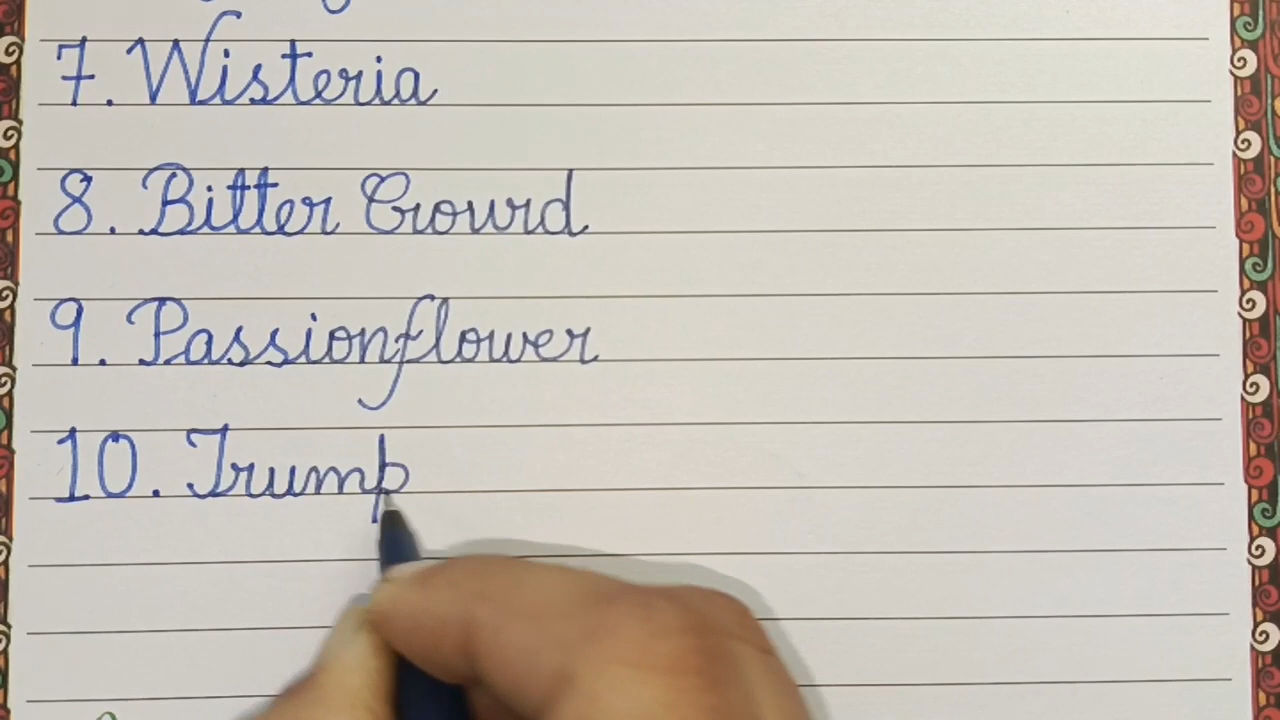 7. Wisteria
8. Bitter Gourd
9. Passionflower
10. Trump